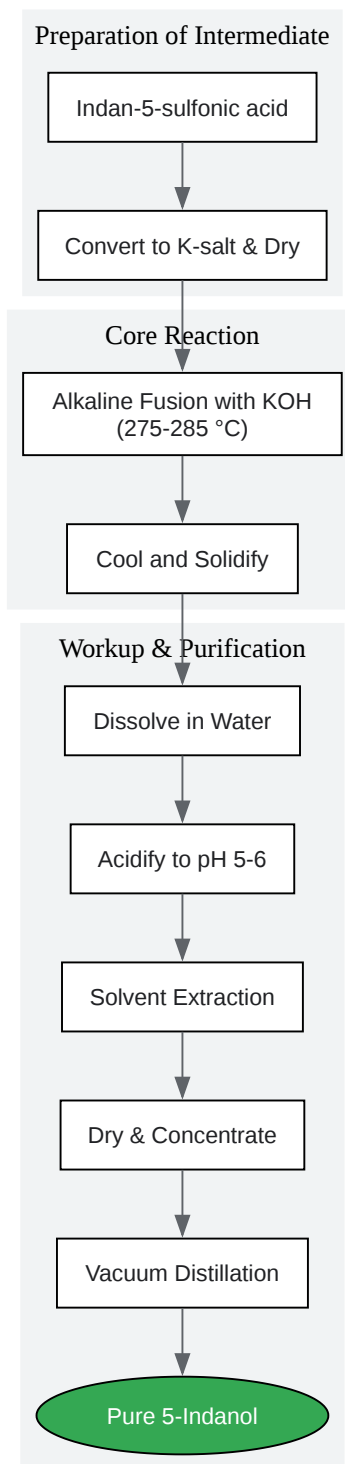 Preparation of Intermediate
Indan-5-sulfonic acid
Convert to K-salt & Dry
Core Reaction
Alkaline Fusion with KOH
(275-285 °C)
Cool and Solidify
Workup & Purification
Dissolve in Water
Acidify to pH 5-6
Solvent Extraction
Dry & Concentrate
Vacuum Distillation
Pure 5-Indanol